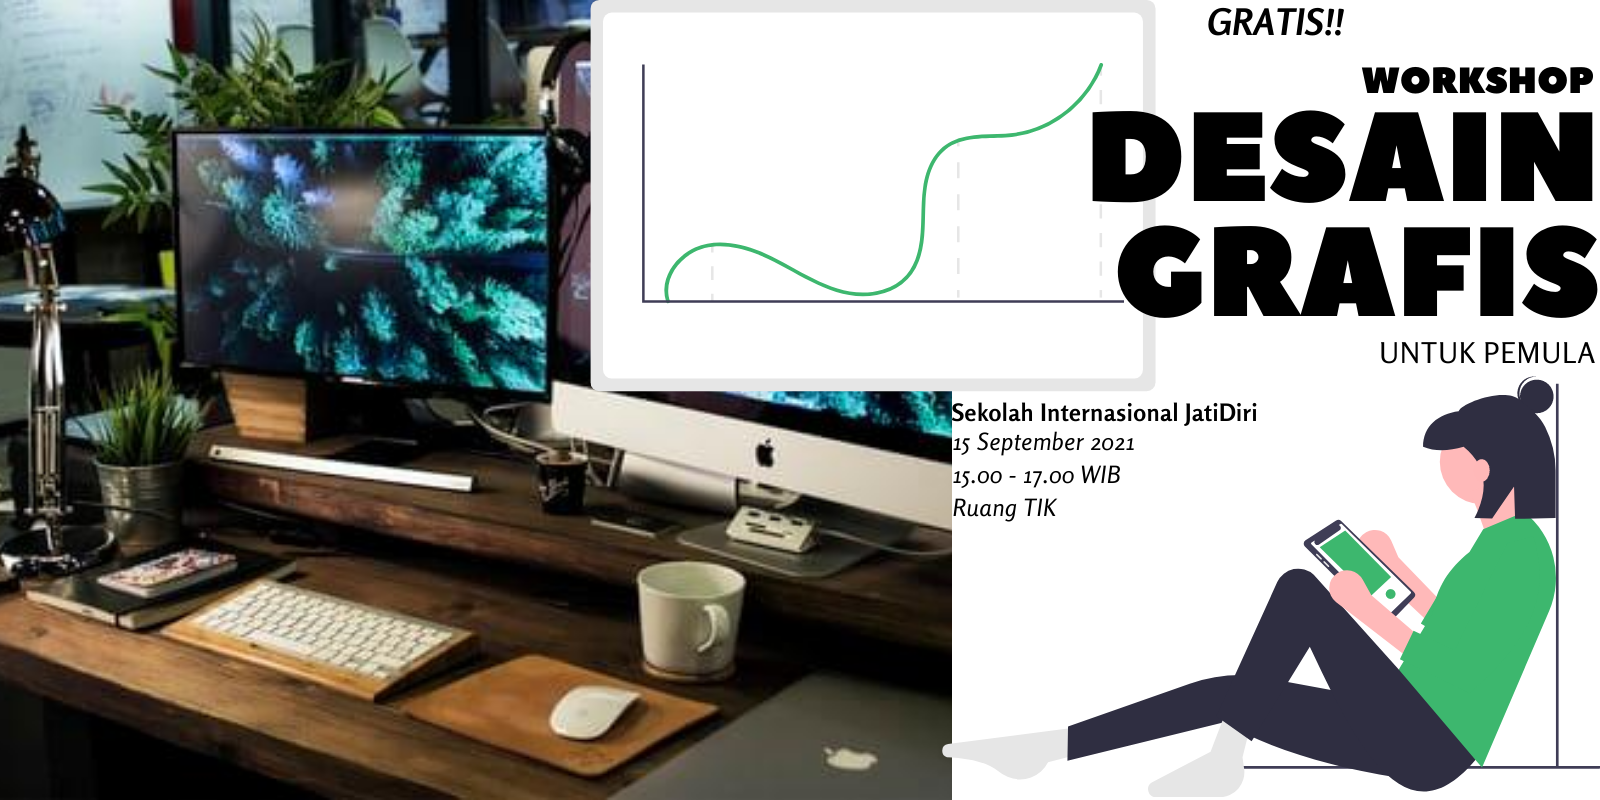 GRATIS!!
WORKSHOP
DESAIN
GRAFIS
UNTUK PEMULA
Sekolah Internasional JatiDiri
15 September 2021
15.00 - 17.00 WIB
Ruang TIK